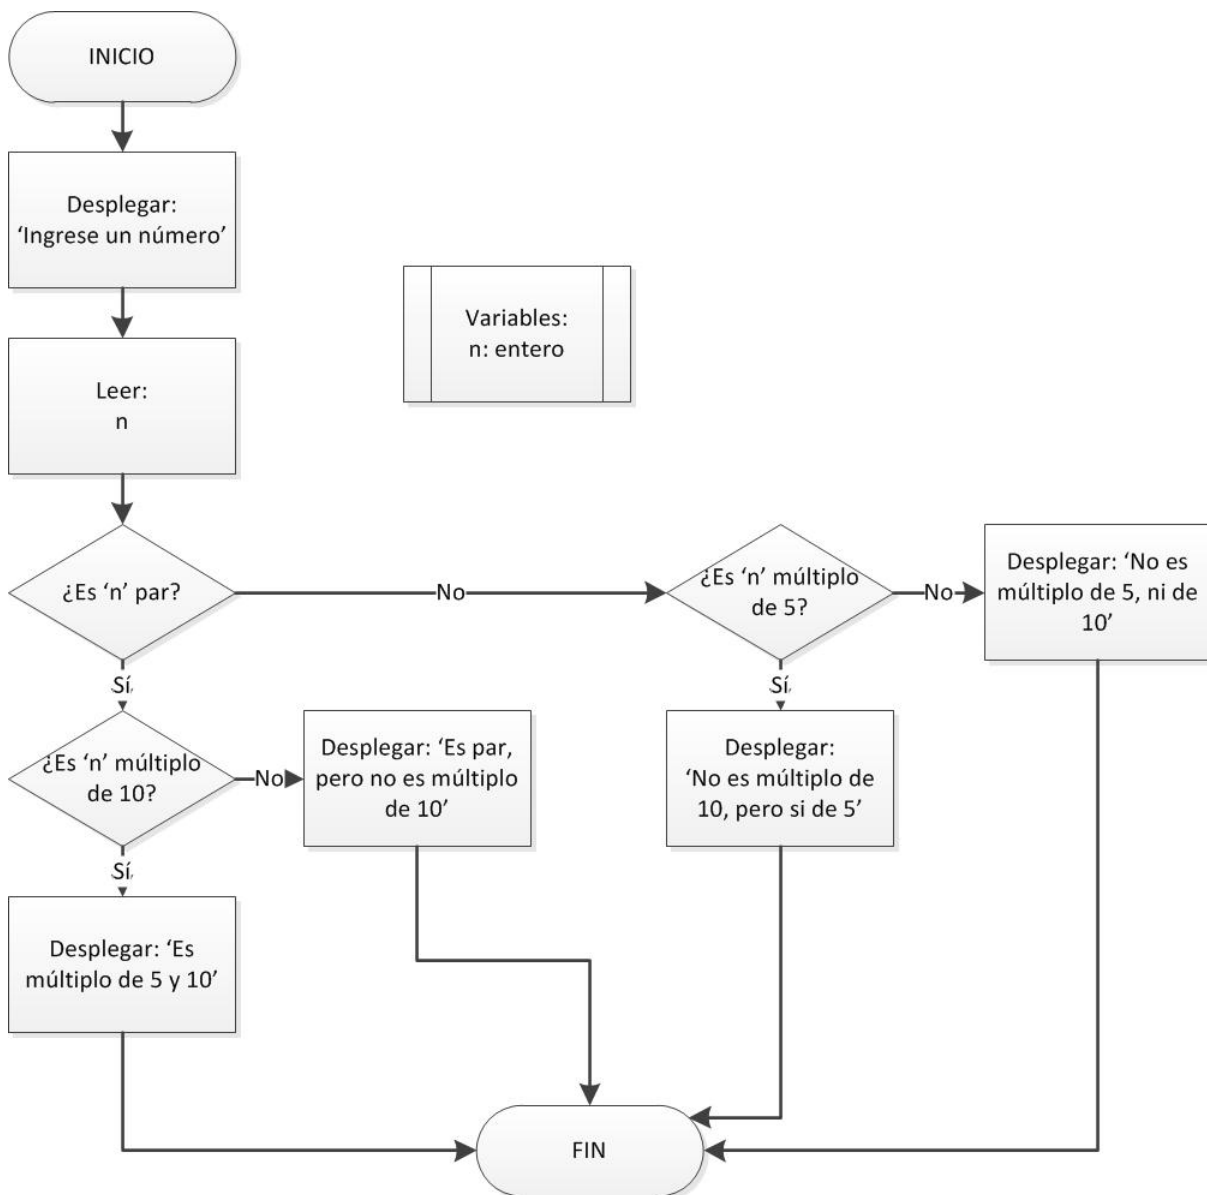 INICIO
Desplegar:
‘Ingrese un número’
Variables:
n: entero
Leer:
n
¿Es ‘n’ par?
No
¿Es ‘n’ múltiplo
de 5?
No
Desplegar: ‘No es
múltiplo de 5, ni de
10’
Sí
Sí
¿Es ‘n’ múltiplo
de 10?
No
Desplegar: ‘Es par,
pero no es múltiplo
de 10’
Desplegar:
‘No es múltiplo de
10, pero si de 5’
Sí
Desplegar: ‘Es
múltiplo de 5 y 10’
FIN